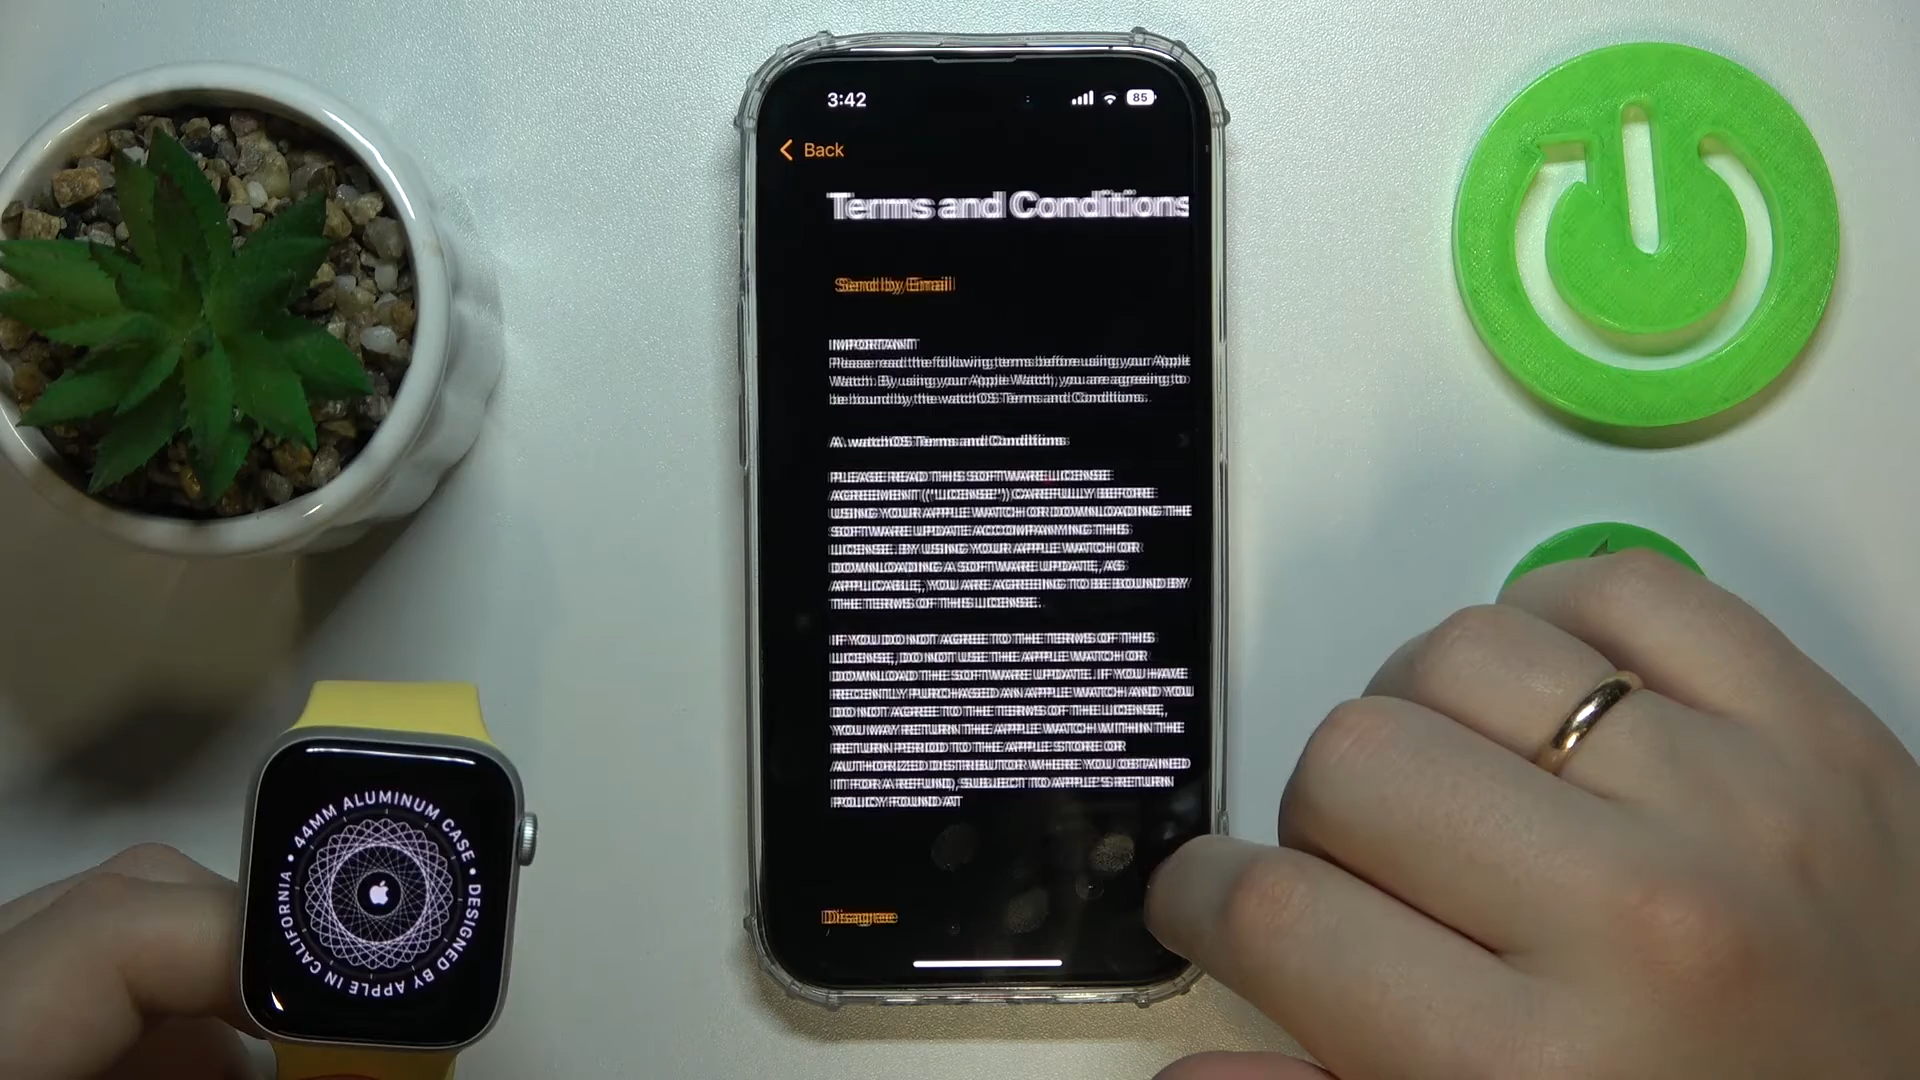 3:42
85
Back
Terms and Conditions
Send by Email
IMPORTANT
Please read the following terms before using your Apple
Watch. By using your Apple Watch, you are agreeing to
be bound by the watchOS Terms and Conditions.
A. watchOS Terms and Conditions
PLEASE READ THIS SOFTWARE LICENSE
AGREEMENT ("LICENSE") CAREFULLY BEFORE
USING YOUR APPLE WATCH OR DOWNLOADING THE
SOFTWARE UPDATE ACCOMPANYING THIS
LICENSE. BY USING YOUR APPLE WATCH OR
DOWNLOADING A SOFTWARE UPDATE, AS
APPLICABLE, YOU ARE AGREEING TO BE BOUND BY
THE TERMS OF THIS LICENSE.
IF YOU DO NOT AGREE TO THE TERMS OF THIS
LICENSE, DO NOT USE THE APPLE WATCH OR
DOWNLOAD THE SOFTWARE UPDATE. IF YOU HAVE
RECENTLY PURCHASED AN APPLE WATCH AND YOU
DO NOT AGREE TO THE TERMS OF THE LICENSE,
YOU MAY RETURN THE APPLE WATCH WITHIN THE
RETURN PERIOD TO THE APPLE STORE OR
AUTHORIZED DISTRIBUTOR WHERE YOU OBTAINED
IT FOR A REFUND, SUBJECT TO APPLE'S RETURN
POLICY FOUND AT
Disagree
44MM ALUMINUM CASE • DESIGNED BY APPLE IN CALIFORNIA •